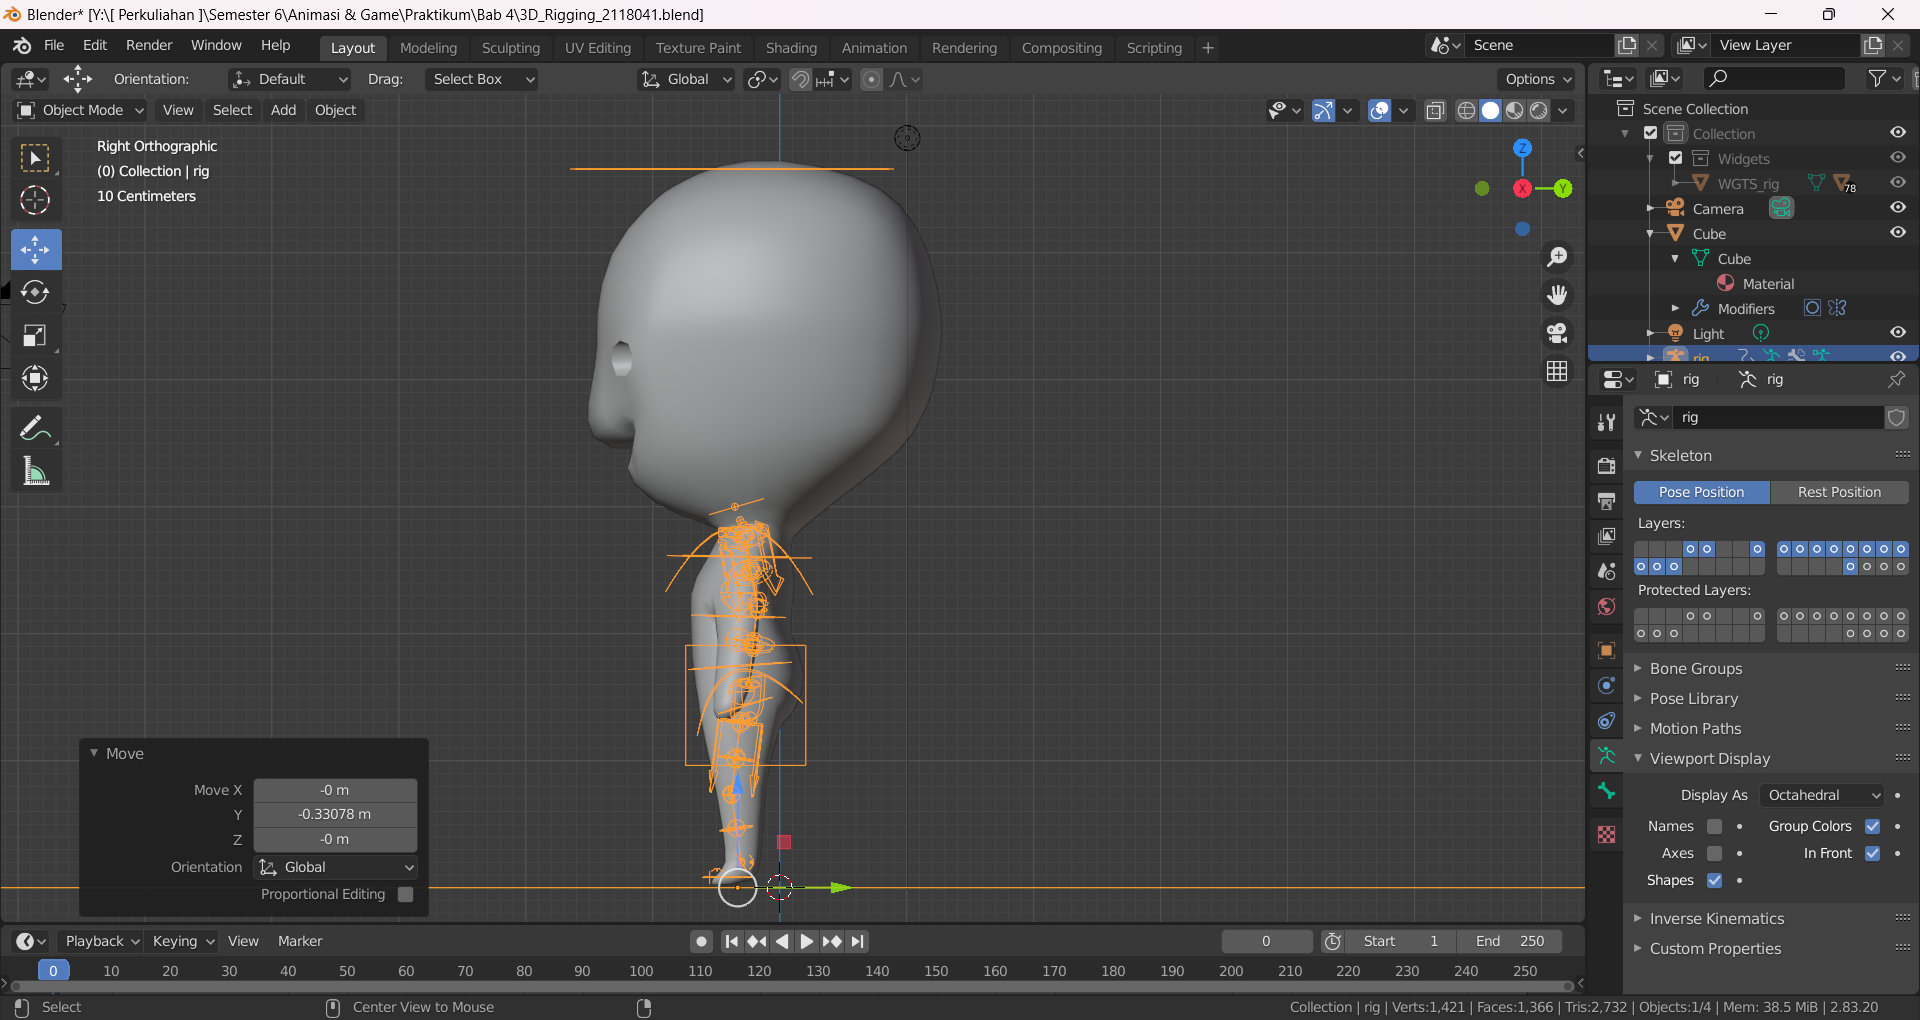 Blender* [Y:\[ Perkuliahan ]\Semester 6\Animasi & Game\Praktikum\Bab 4\3D_Rigging_2118041.blend]
File Edit Render Window Help Layout Modeling Sculpting UV Editing Texture Paint Shading Animation Rendering Compositing Scripting + Scene View Layer
Orientation: Default Drag: Select Box Global Options
Object Mode View Select Add Object
Right Orthographic
(0) Collection | rig
10 Centimeters
Z
X
Y
Scene Collection
Collection
Widgets
WGTS_rig 78
Camera
Cube
Cube
Material
Modifiers
Light
rig
rig rig
rig
Skeleton
Pose Position Rest Position
Layers:
Protected Layers:
Bone Groups
Pose Library
Motion Paths
Viewport Display
Display As Octahedral
Names Group Colors
Axes In Front
Shapes
Inverse Kinematics
Custom Properties
Move
Move X -0 m
Y -0.33078 m
Z -0 m
Orientation Global
Proportional Editing
Playback Keying View Marker 0 Start 1 End 250
0 10 20 30 40 50 60 70 80 90 100 110 120 130 140 150 160 170 180 190 200 210 220 230 240 250
Select Center View to Mouse Collection | rig | Verts:1,421 | Faces:1,366 | Tris:2,732 | Objects:1/4 | Mem: 38.5 MiB | 2.83.20